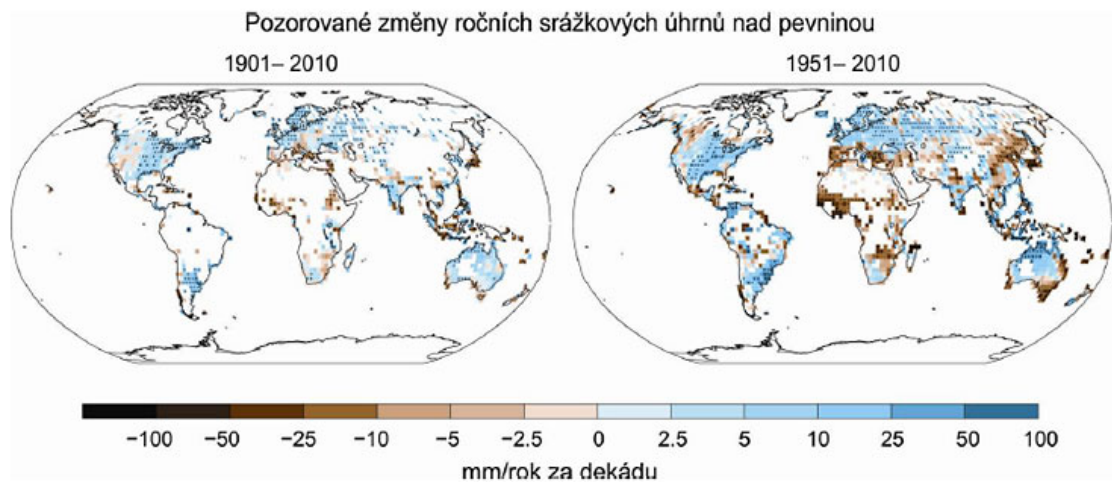 Pozorované změny ročních srážkových úhrnů nad pevninou
1901– 2010
1951– 2010
−100 −50 −25 −10 −5 −2.5 0 2.5 5 10 25 50 100
mm/rok za dekádu